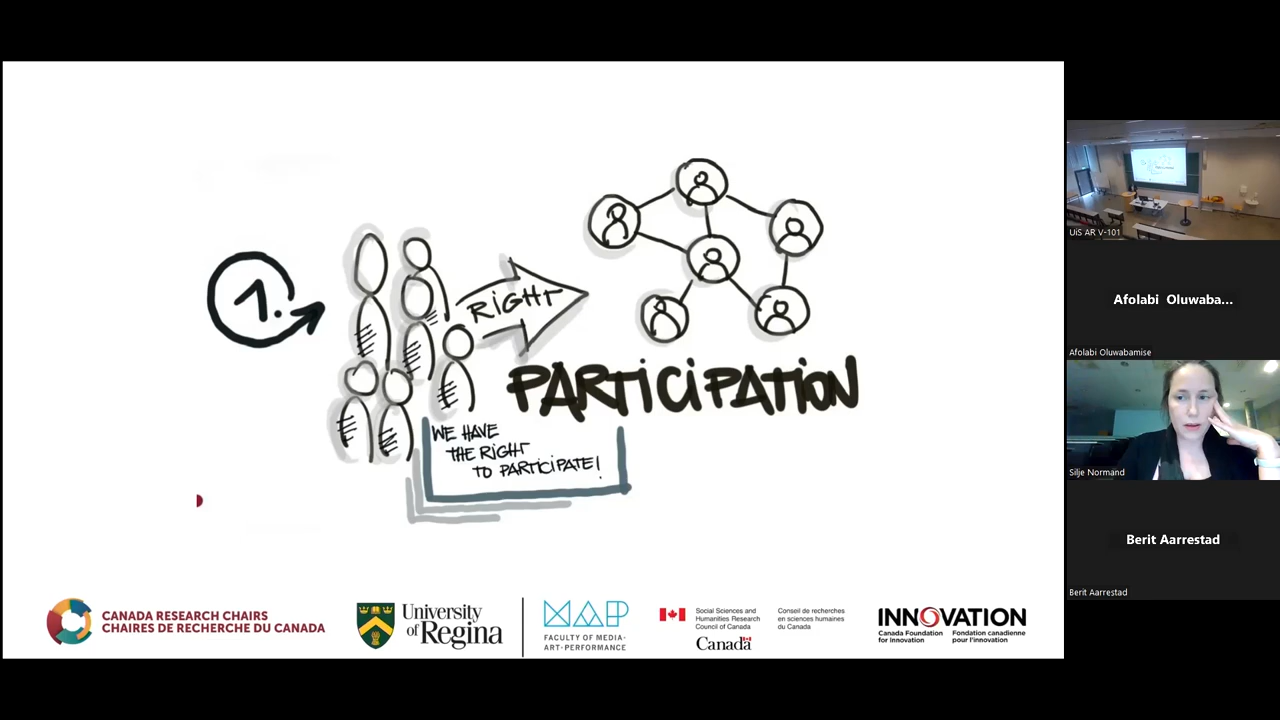 1.
RIGHT
PARTICIPATION
WE HAVE
THE RIGHT
TO PARTICIPATE!
CANADA RESEARCH CHAIRS
CHAIRES DE RECHERCHE DU CANADA
University
of Regina
MAP
FACULTY OF MEDIA+
ART+PERFORMANCE
Social Sciences and
Humanities Research
Council of Canada
Conseil de recherches
en sciences humaines
du Canada
Canada
INNOVATION
Canada Foundation
for Innovation
Fondation canadienne
pour l'innovation
UiS AR V-101
Afolabi Oluwaba...
Afolabi Oluwabamise
Silje Normand
Berit Aarrestad
Berit Aarrestad